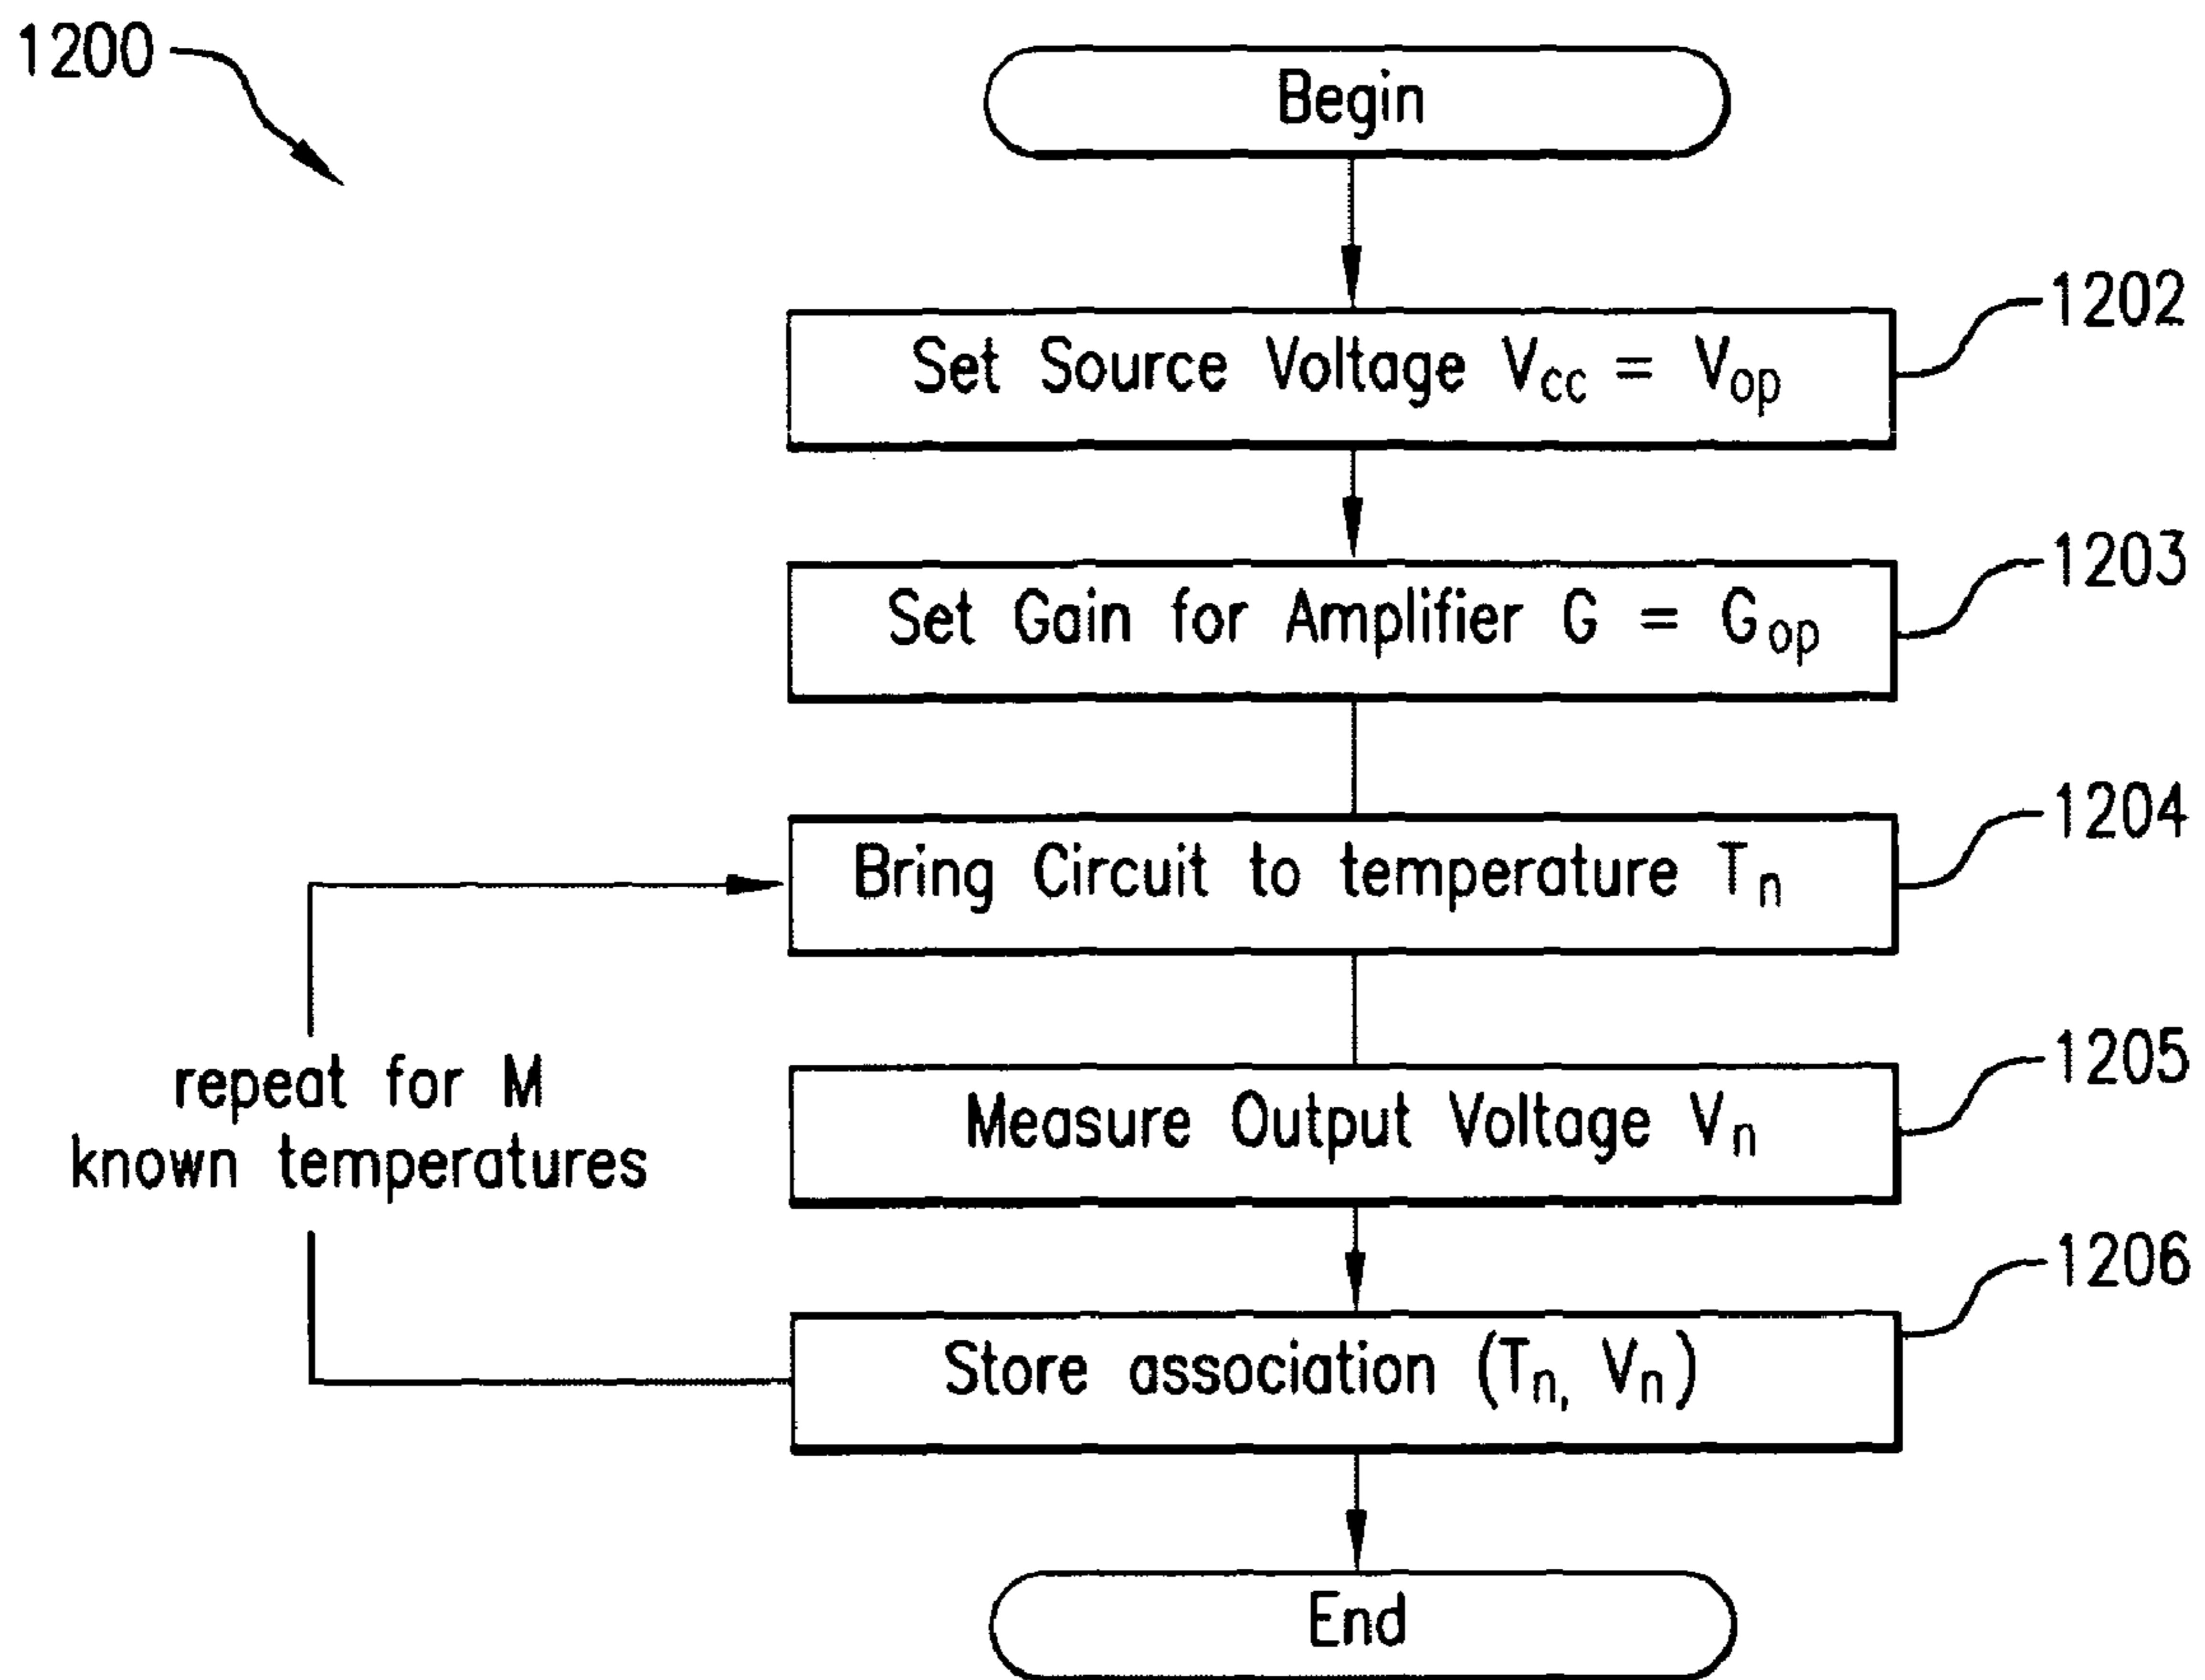 1200
Begin
Set Source Voltage Vcc = Vop
1202
Set Gain for Amplifier G = Gop
1203
Bring Circuit to temperature Tn
1204
repeat for M
known temperatures
Measure Output Voltage Vn
1205
Store association (Tn, Vn)
1206
End